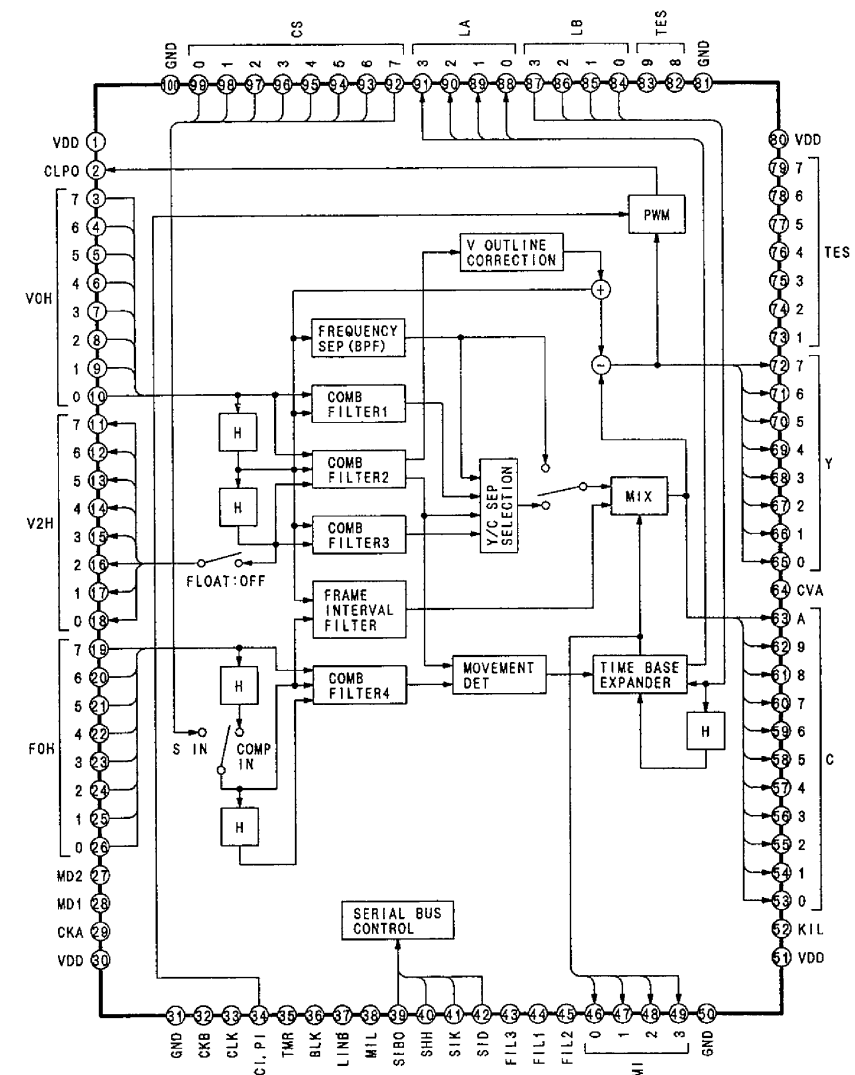 CS LA LB TES
GND 0 1 2 3 4 5 6 7 3 2 1 0 3 2 1 0 9 8 GND
100 99 98 97 96 95 94 93 92 91 90 89 88 87 86 85 84 83 82 81
VDD 1
CLPO 2
V0H
7 3
6 4
5 5
4 6
3 7
2 8
1 9
0 10
V2H
7 11
6 12
5 13
4 14
3 15
2 16
1 17
0 18
F0H
7 19
6 20
5 21
4 22
3 23
2 24
1 25
0 26
MD2 27
MD1 28
CKA 29
VDD 30
PWM
V OUTLINE
CORRECTION
+
−
FREQUENCY
SEP (BPF)
COMB
FILTER1
H
COMB
FILTER2
H
COMB
FILTER3
Y/C SEP
SELECTION
MIX
FLOAT:OFF
FRAME
INTERVAL
FILTER
COMB
FILTER4
MOVEMENT
DET
TIME BASE
EXPANDER
H
H
S IN
COMP
IN
H
SERIAL BUS
CONTROL
80 VDD
79 7
78 6
77 5
76 4
75 3
74 2
73 1
TES
72 7
71 6
70 5
69 4
68 3
67 2
66 1
65 0
Y
64 CVA
63 A
62 9
61 8
60 7
59 6
58 5
57 4
56 3
55 2
54 1
53 0
C
52 KIL
51 VDD
31 32 33 34 35 36 37 38 39 40 41 42 43 44 45 46 47 48 49 50
GND CKB CLK CI, PI TMR BLK LINB MIL SIBO SHH SIK SID FIL3 FIL1 FIL2 0 1 2 3 GND
MI